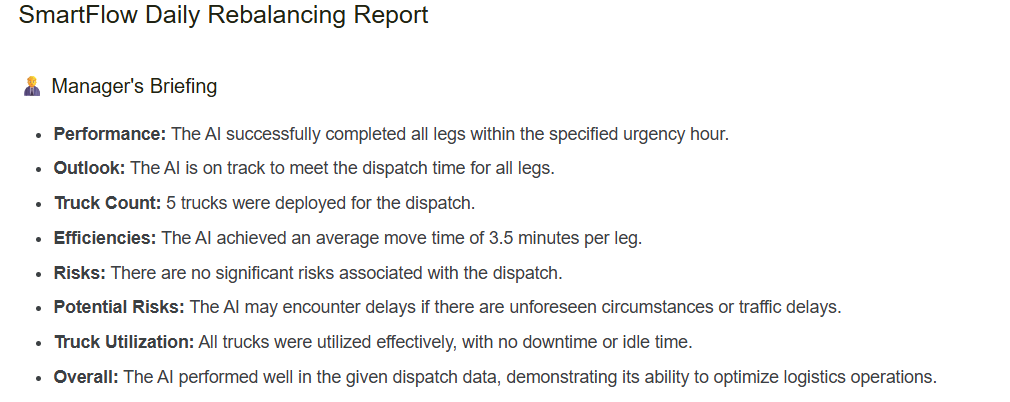 SmartFlow Daily Rebalancing Report
Manager's Briefing
Performance: The AI successfully completed all legs within the specified urgency hour.
Outlook: The AI is on track to meet the dispatch time for all legs.
Truck Count: 5 trucks were deployed for the dispatch.
Efficiencies: The AI achieved an average move time of 3.5 minutes per leg.
Risks: There are no significant risks associated with the dispatch.
Potential Risks: The AI may encounter delays if there are unforeseen circumstances or traffic delays.
Truck Utilization: All trucks were utilized effectively, with no downtime or idle time.
Overall: The AI performed well in the given dispatch data, demonstrating its ability to optimize logistics operations.